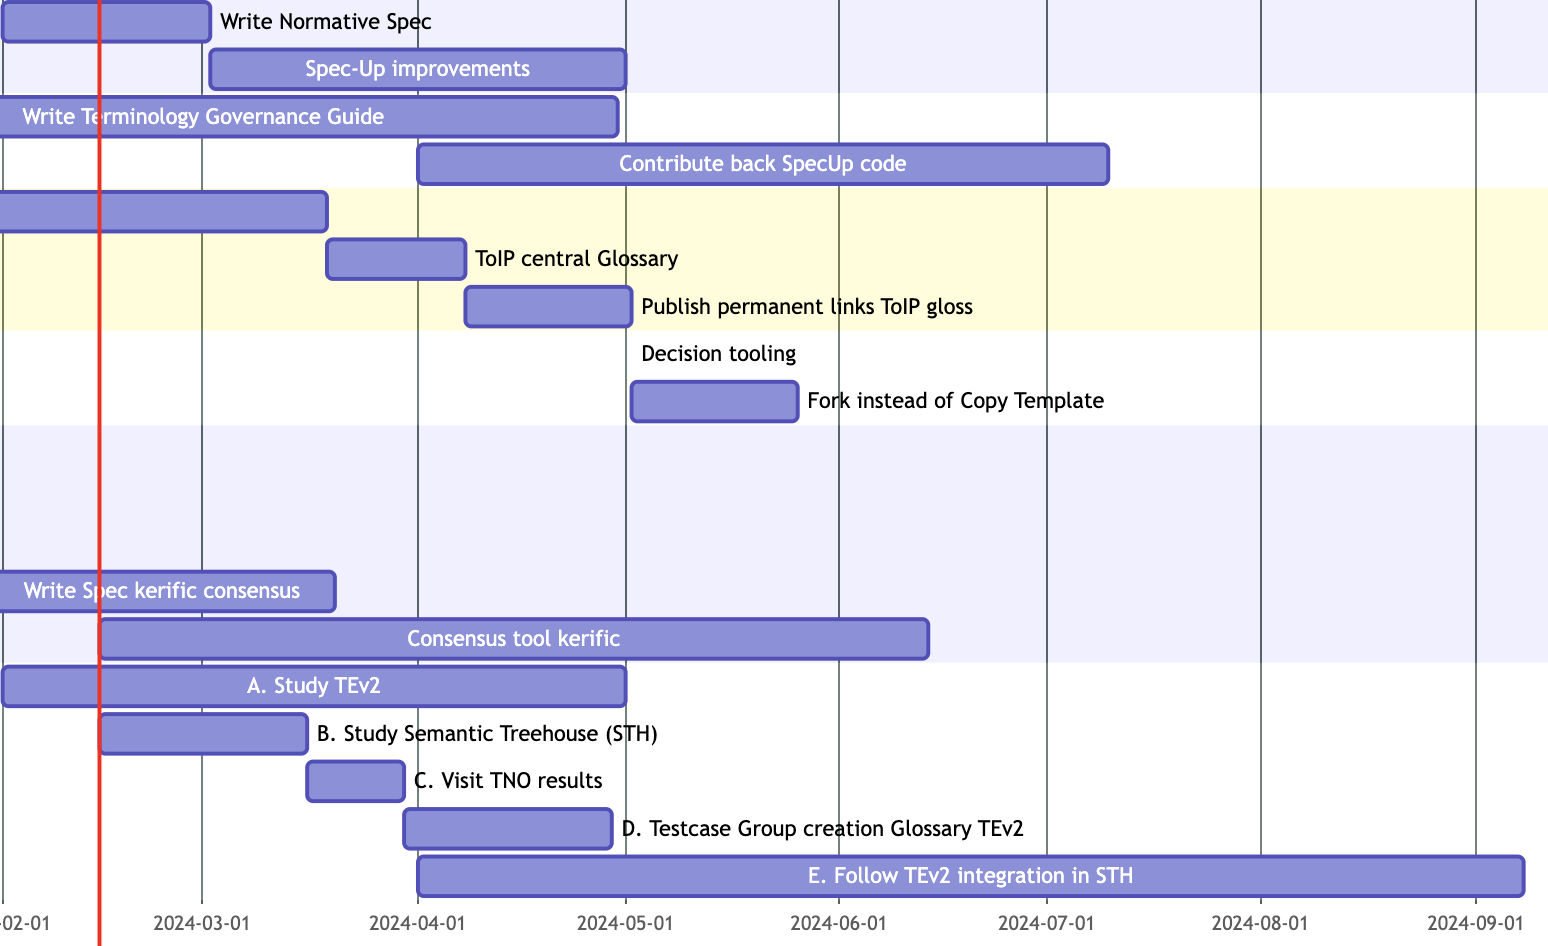 Write Normative Spec
Spec-Up improvements
Write Terminology Governance Guide
Contribute back SpecUp code
ToIP central Glossary
Publish permanent links ToIP gloss
Decision tooling
Fork instead of Copy Template
Write Spec kerific consensus
Consensus tool kerific
A. Study TEv2
B. Study Semantic Treehouse (STH)
C. Visit TNO results
D. Testcase Group creation Glossary TEv2
E. Follow TEv2 integration in STH
-02-01 2024-03-01 2024-04-01 2024-05-01 2024-06-01 2024-07-01 2024-08-01 2024-09-01